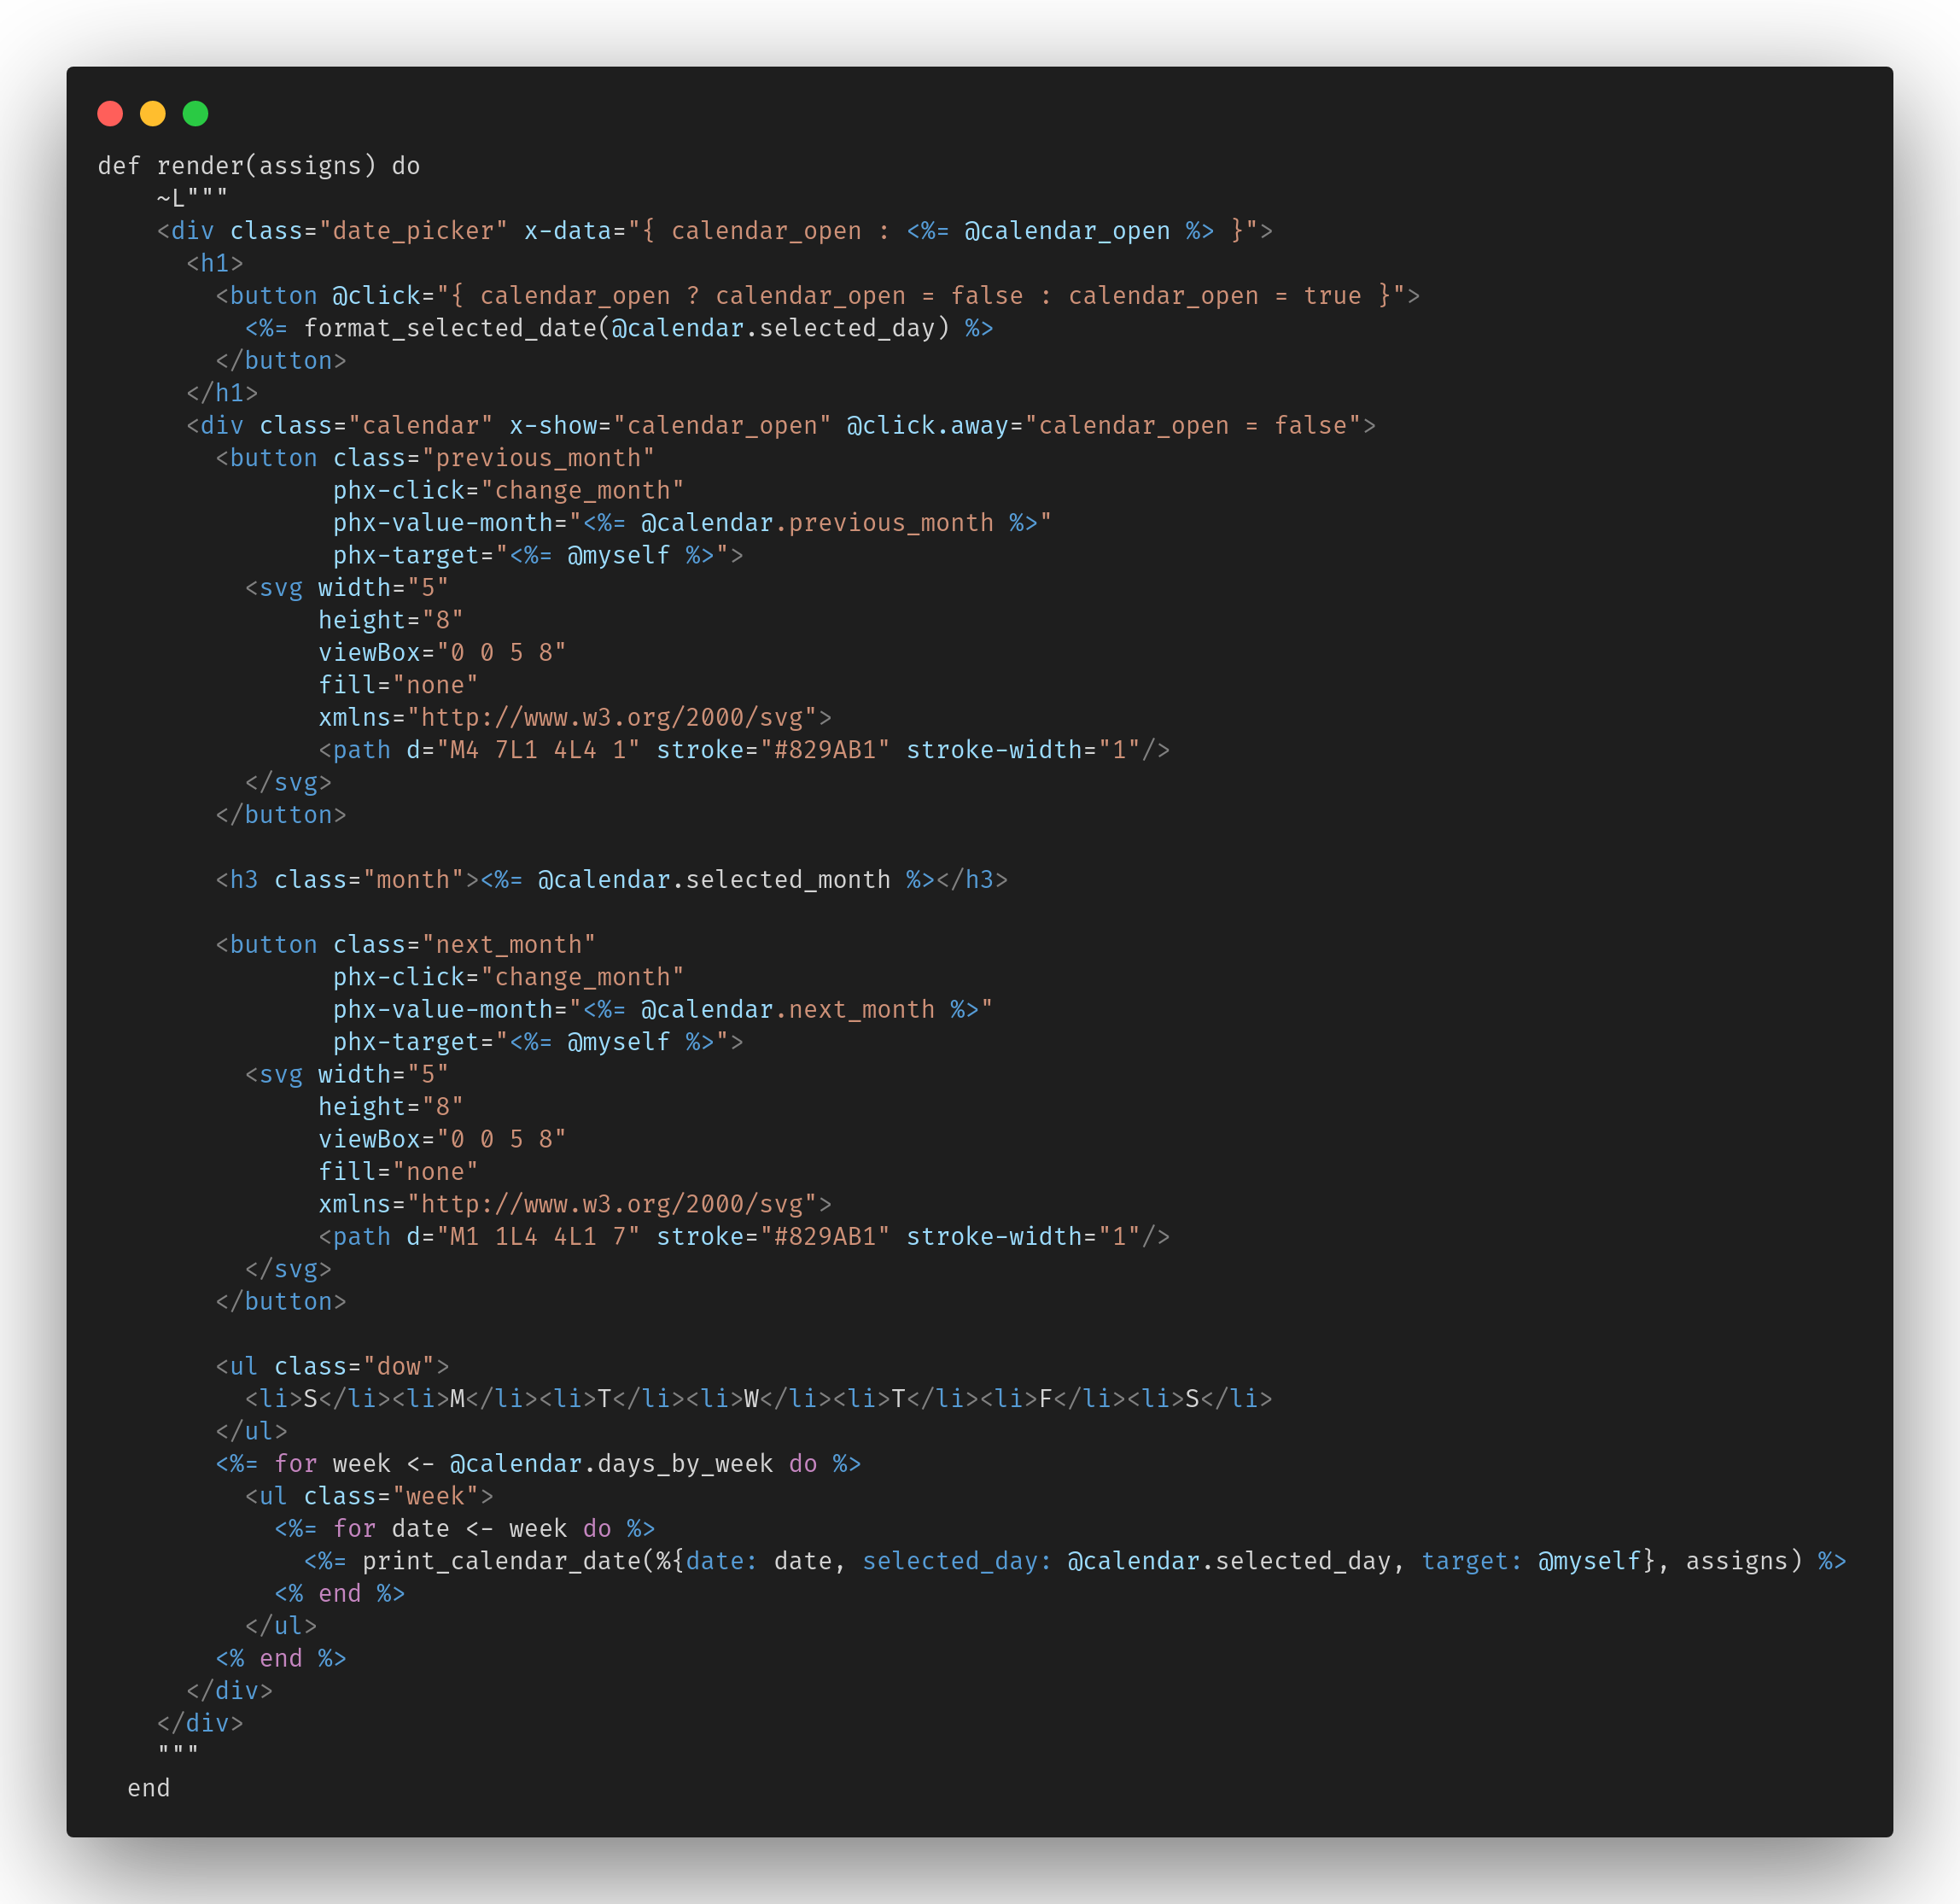 def render(assigns) do
    ~L"""
    <div class="date_picker" x-data="{ calendar_open : <%= @calendar_open %> }">
      <h1>
        <button @click="{ calendar_open ? calendar_open = false : calendar_open = true }">
          <%= format_selected_date(@calendar.selected_day) %>
        </button>
      </h1>
      <div class="calendar" x-show="calendar_open" @click.away="calendar_open = false">
        <button class="previous_month"
                phx-click="change_month"
                phx-value-month="<%= @calendar.previous_month %>"
                phx-target="<%= @myself %>">
          <svg width="5"
               height="8"
               viewBox="0 0 5 8"
               fill="none"
               xmlns="http://www.w3.org/2000/svg">
               <path d="M4 7L1 4L4 1" stroke="#829AB1" stroke-width="1"/>
          </svg>
        </button>

        <h3 class="month"><%= @calendar.selected_month %></h3>

        <button class="next_month"
                phx-click="change_month"
                phx-value-month="<%= @calendar.next_month %>"
                phx-target="<%= @myself %>">
          <svg width="5"
               height="8"
               viewBox="0 0 5 8"
               fill="none"
               xmlns="http://www.w3.org/2000/svg">
               <path d="M1 1L4 4L1 7" stroke="#829AB1" stroke-width="1"/>
          </svg>
        </button>

        <ul class="dow">
          <li>S</li><li>M</li><li>T</li><li>W</li><li>T</li><li>F</li><li>S</li>
        </ul>
        <%= for week <- @calendar.days_by_week do %>
          <ul class="week">
            <%= for date <- week do %>
              <%= print_calendar_date(%{date: date, selected_day: @calendar.selected_day, target: @myself}, assigns) %>
            <% end %>
          </ul>
        <% end %>
      </div>
    </div>
    """
  end